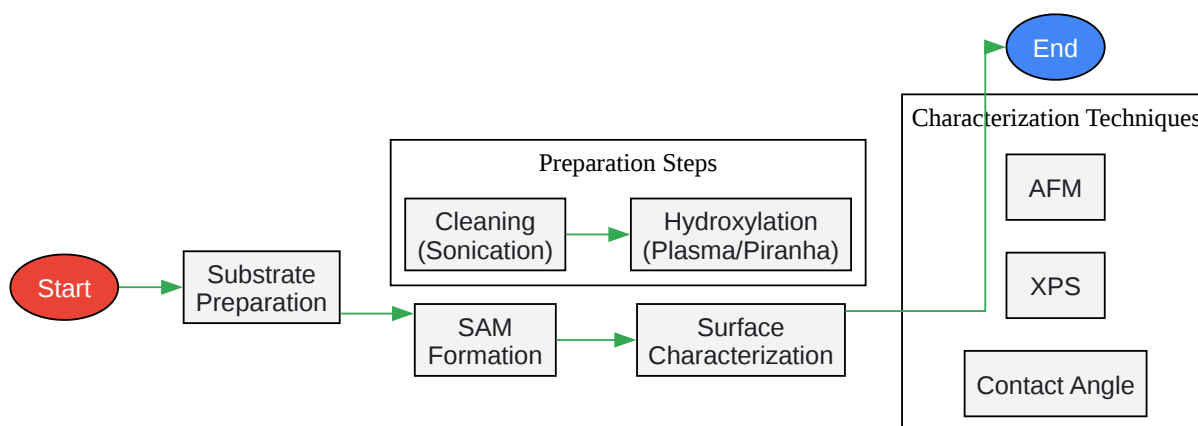 Start
Substrate
Preparation
Preparation Steps
Cleaning
(Sonication)
Hydroxylation
(Plasma/Piranha)
SAM
Formation
Surface
Characterization
End
Characterization Techniques
AFM
XPS
Contact Angle